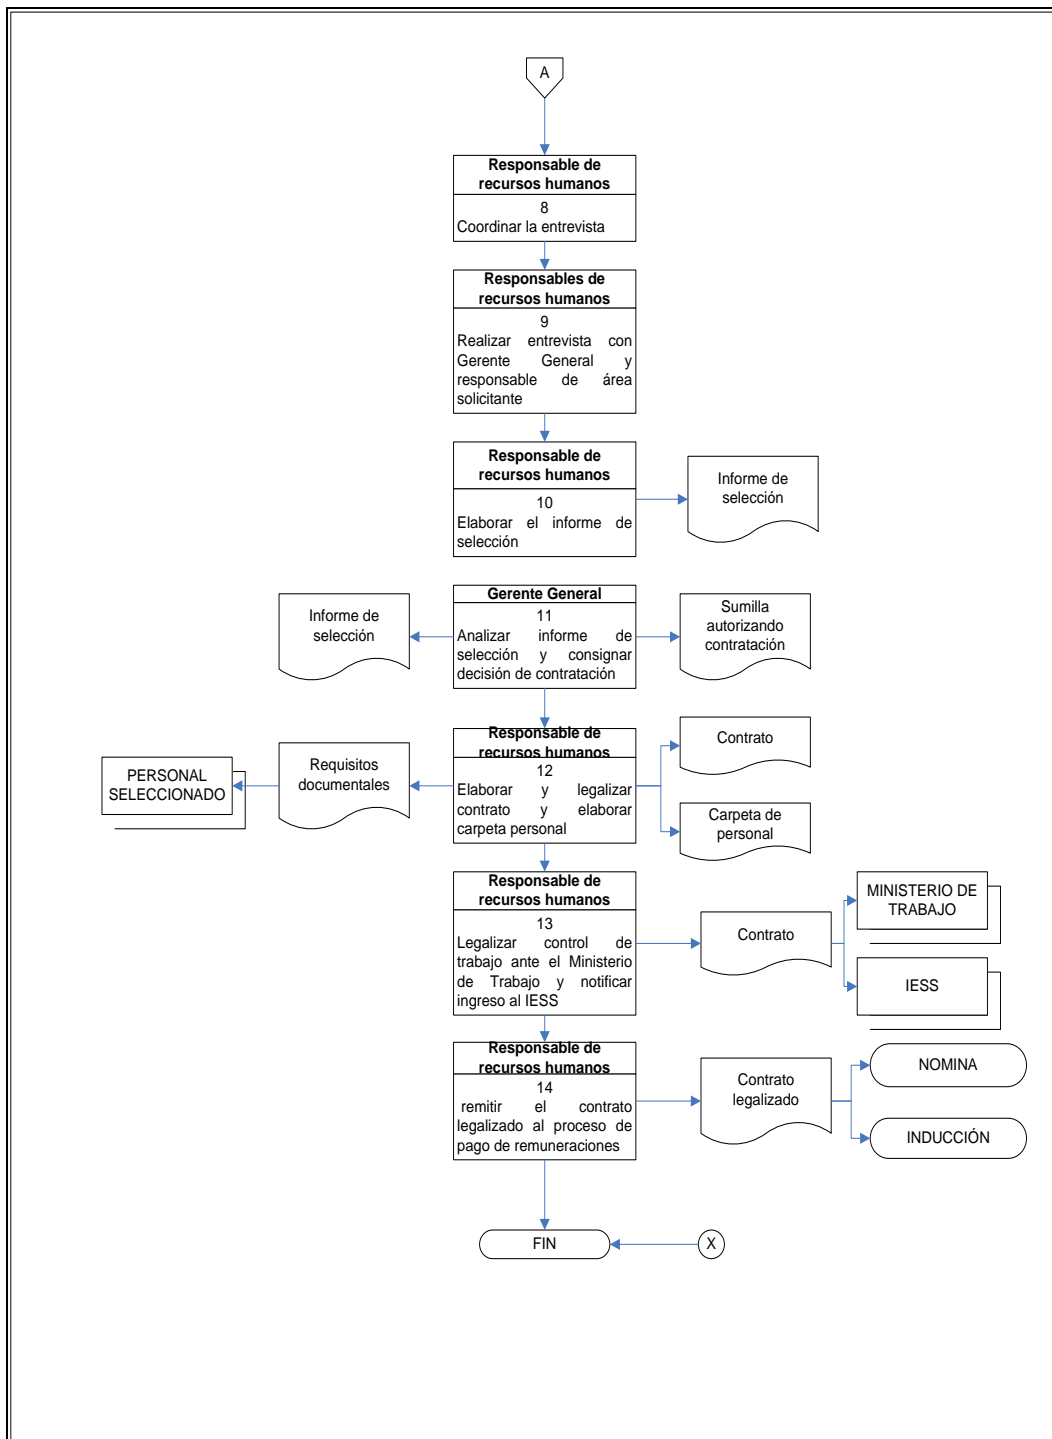 A
Responsable de
recursos humanos
8
Coordinar la entrevista
Responsables de
recursos humanos
9
Realizar entrevista con
Gerente General y
responsable de área
solicitante
Responsable de
recursos humanos
10
Elaborar el informe de
selección
Informe de
selección
Gerente General
11
Analizar informe de
selección y consignar
decisión de contratación
Informe de
selección
Sumilla
autorizando
contratación
Responsable de
recursos humanos
12
Elaborar y legalizar
contrato y elaborar
carpeta personal
Requisitos
documentales
PERSONAL
SELECCIONADO
Contrato
Carpeta de
personal
Responsable de
recursos humanos
13
Legalizar control de
trabajo ante el Ministerio
de Trabajo y notificar
ingreso al IESS
Contrato
MINISTERIO DE
TRABAJO
IESS
Responsable de
recursos humanos
14
remitir el contrato
legalizado al proceso de
pago de remuneraciones
Contrato
legalizado
NOMINA
INDUCCIÓN
FIN
X